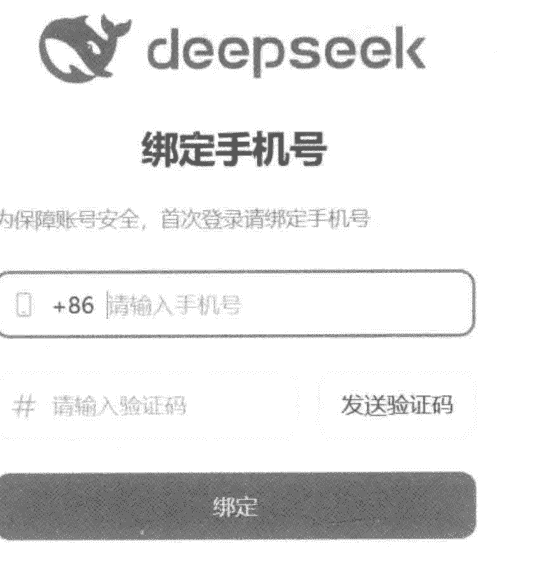 deepseek
绑定手机号
为保障账号安全，首次登录请绑定手机号
+86 请输入手机号
# 请输入验证码 发送验证码
绑定